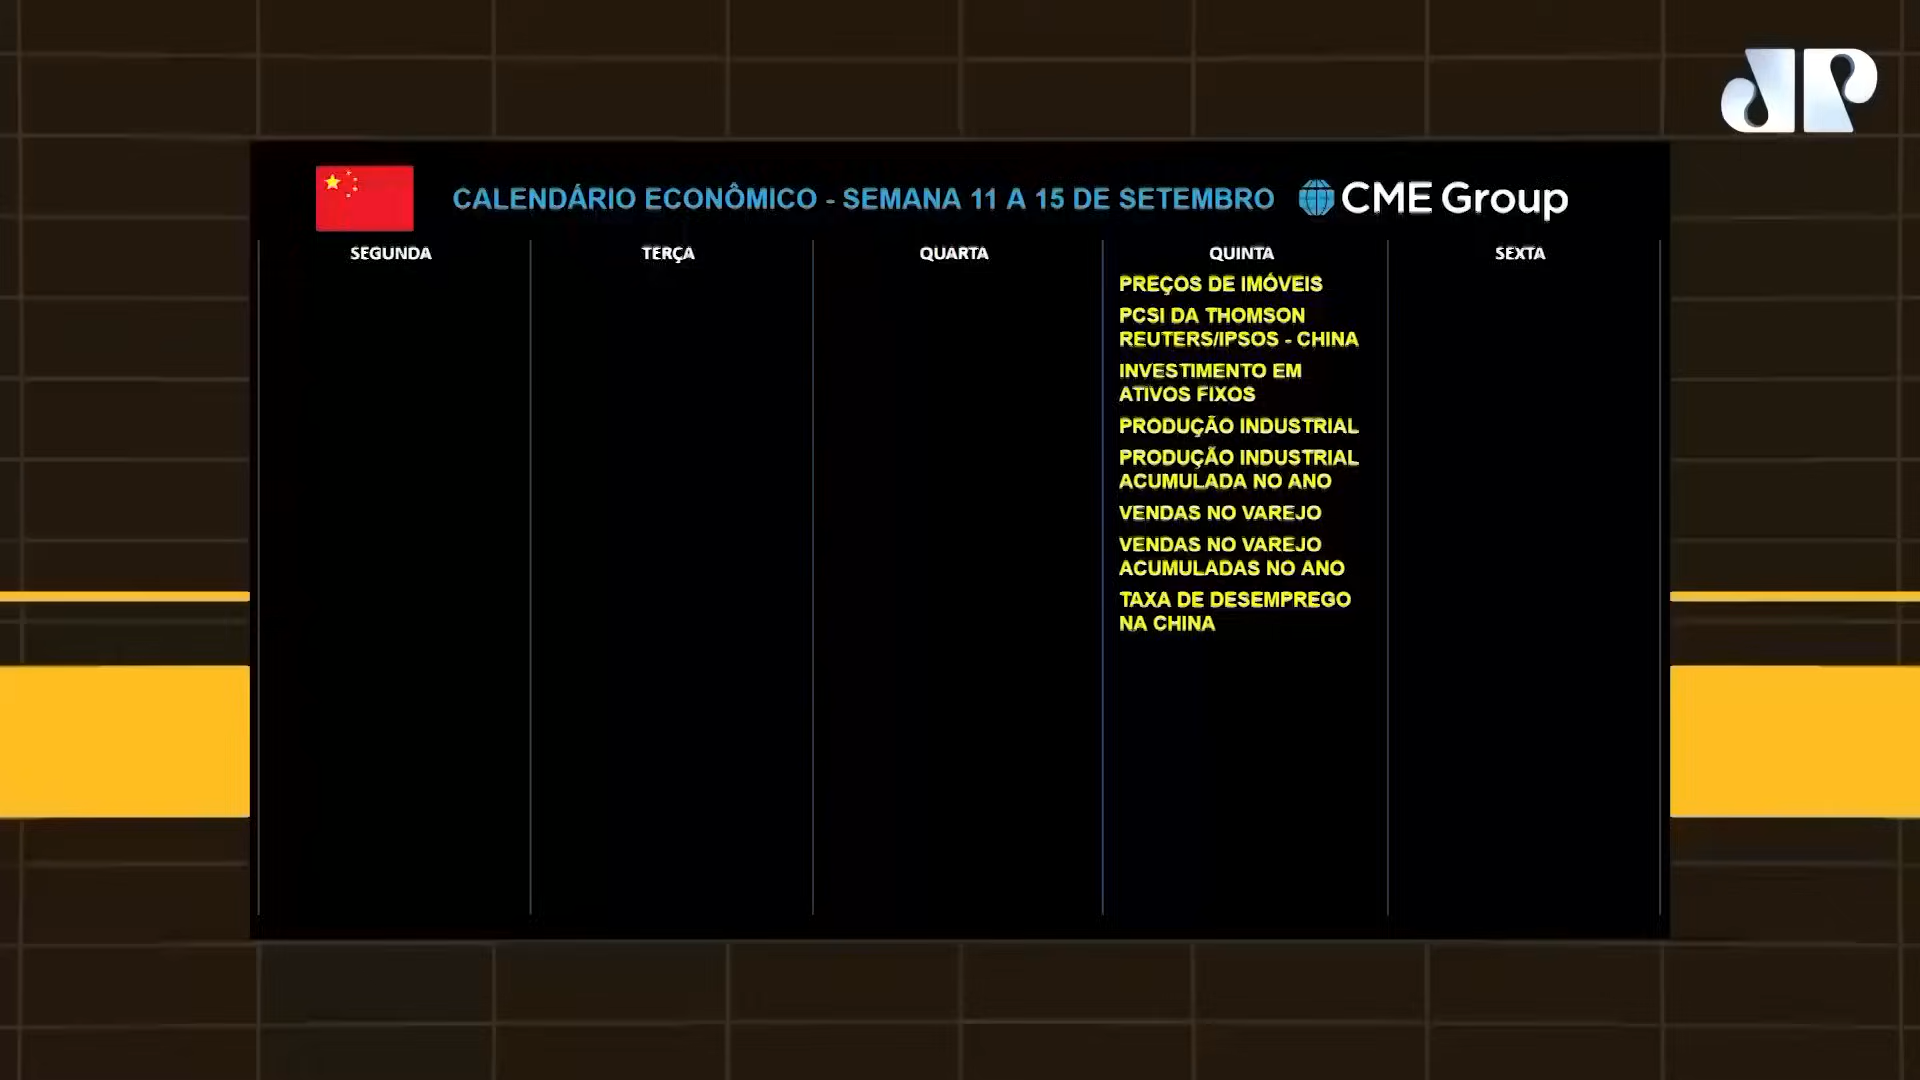 JP
CALENDÁRIO ECONÔMICO - SEMANA 11 A 15 DE SETEMBRO
CME Group
SEGUNDA
TERÇA
QUARTA
QUINTA
SEXTA
PREÇOS DE IMÓVEIS
PCSI DA THOMSON
REUTERS/IPSOS - CHINA
INVESTIMENTO EM
ATIVOS FIXOS
PRODUÇÃO INDUSTRIAL
PRODUÇÃO INDUSTRIAL
ACUMULADA NO ANO
VENDAS NO VAREJO
VENDAS NO VAREJO
ACUMULADAS NO ANO
TAXA DE DESEMPREGO
NA CHINA